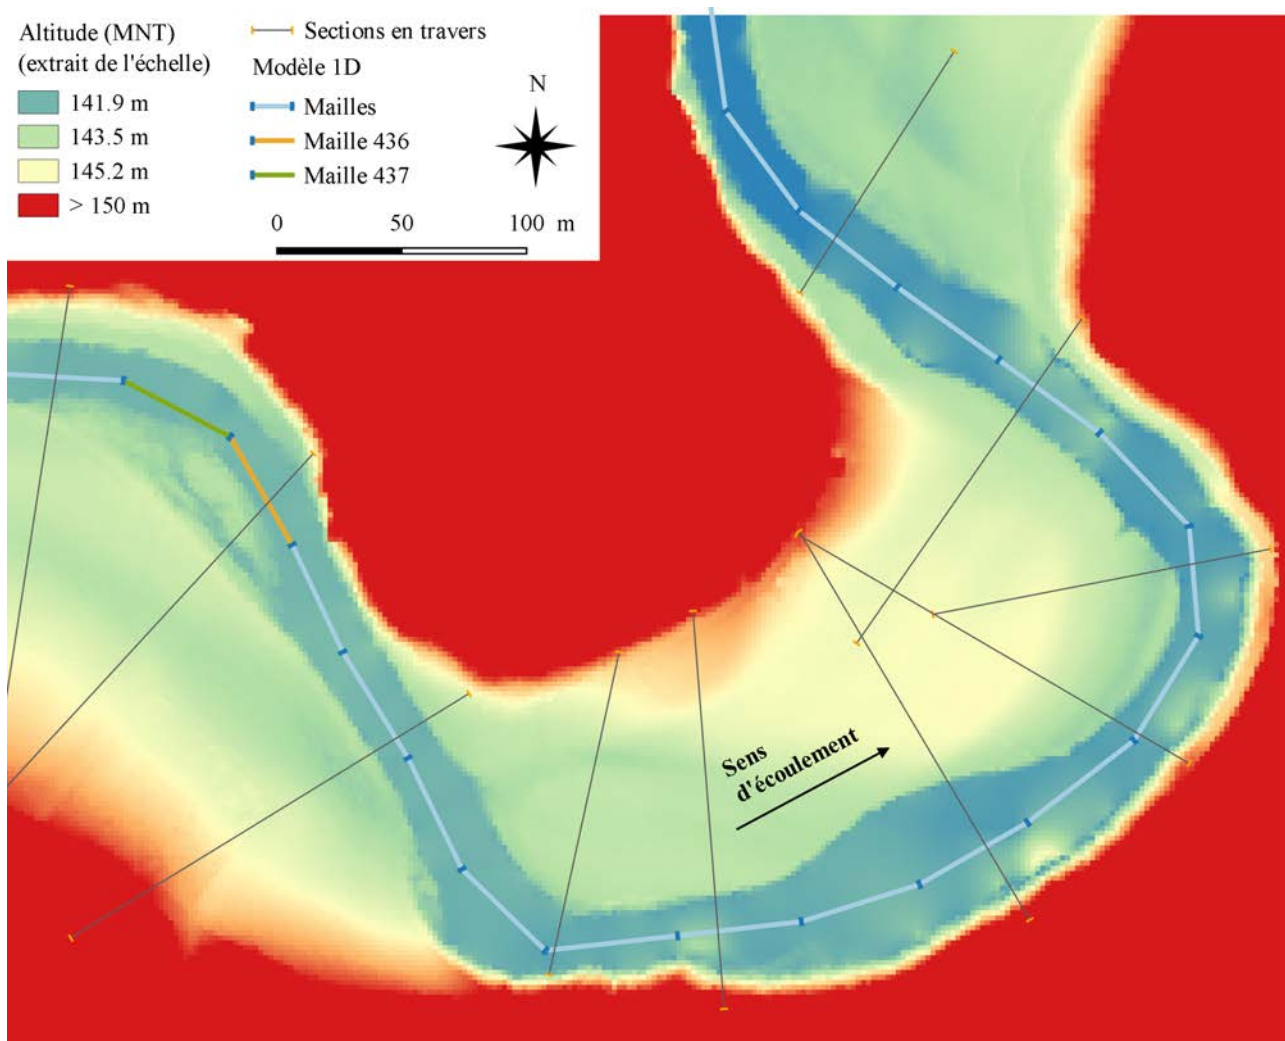 Altitude (MNT)
(extrait de l'échelle)
141.9 m
143.5 m
145.2 m
> 150 m
Sections en travers
Modèle 1D
Mailles
Maille 436
Maille 437
N
0 50 100 m
Sens
d'écoulement